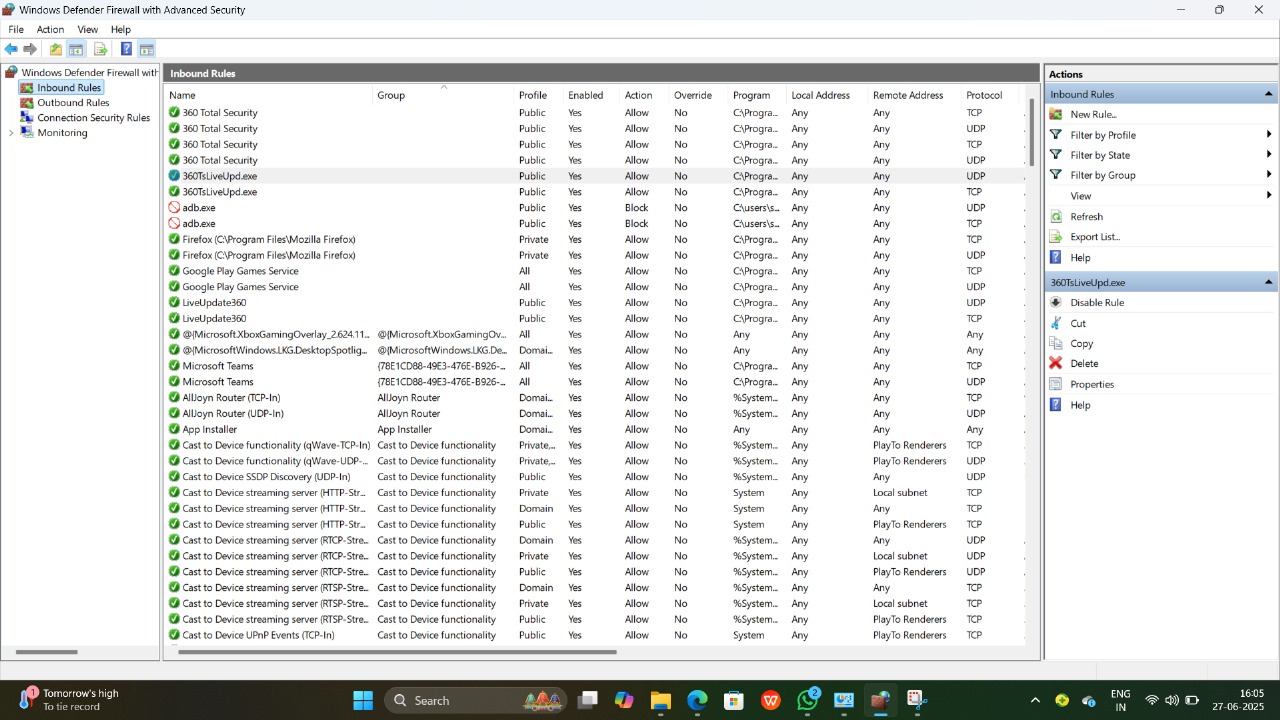 Windows Defender Firewall with Advanced Security
File Action View Help
Windows Defender Firewall with
Inbound Rules
Outbound Rules
Connection Security Rules
Monitoring
Inbound Rules
Name Group Profile Enabled Action Override Program Local Address Remote Address Protocol
360 Total Security Public Yes Allow No C:\Progra... Any Any TCP
360 Total Security Public Yes Allow No C:\Progra... Any Any UDP
360 Total Security Public Yes Allow No C:\Progra... Any Any TCP
360 Total Security Public Yes Allow No C:\Progra... Any Any UDP
360TsLiveUpd.exe Public Yes Allow No C:\Progra... Any Any UDP
360TsLiveUpd.exe Public Yes Allow No C:\Progra... Any Any TCP
adb.exe Public Yes Block No C:\users\s... Any Any UDP
adb.exe Public Yes Block No C:\users\s... Any Any TCP
Firefox (C:\Program Files\Mozilla Firefox) Private Yes Allow No C:\Progra... Any Any TCP
Firefox (C:\Program Files\Mozilla Firefox) Private Yes Allow No C:\Progra... Any Any UDP
Google Play Games Service All Yes Allow No C:\Progra... Any Any TCP
Google Play Games Service All Yes Allow No C:\Progra... Any Any UDP
LiveUpdate360 Public Yes Allow No C:\Progra... Any Any TCP
LiveUpdate360 Public Yes Allow No C:\Progra... Any Any UDP
@{Microsoft.XboxGamingOverlay_2.624.11... @{Microsoft.XboxGamingOv... All Yes Allow No Any Any Any Any
@{MicrosoftWindows.LKG.DesktopSpotlig... @{MicrosoftWindows.LKG.De... Domai... Yes Allow No Any Any Any Any
Microsoft Teams {78E1CD88-49E3-476E-B926-... All Yes Allow No C:\Progra... Any Any TCP
Microsoft Teams {78E1CD88-49E3-476E-B926-... All Yes Allow No C:\Progra... Any Any UDP
AllJoyn Router (TCP-In) AllJoyn Router Domai... Yes Allow No %System... Any Any TCP
AllJoyn Router (UDP-In) AllJoyn Router Domai... Yes Allow No %System... Any Any UDP
App Installer App Installer Domai... Yes Allow No Any Any Any Any
Cast to Device functionality (qWave-TCP-In) Cast to Device functionality Private,... Yes Allow No %System... Any PlayTo Renderers TCP
Cast to Device functionality (qWave-UDP-... Cast to Device functionality Private,... Yes Allow No %System... Any PlayTo Renderers UDP
Cast to Device SSDP Discovery (UDP-In) Cast to Device functionality Public Yes Allow No %System... Any Any UDP
Cast to Device streaming server (HTTP-Str... Cast to Device functionality Private Yes Allow No System Any Local subnet TCP
Cast to Device streaming server (HTTP-Str... Cast to Device functionality Domain Yes Allow No System Any Any TCP
Cast to Device streaming server (HTTP-Str... Cast to Device functionality Public Yes Allow No System Any PlayTo Renderers TCP
Cast to Device streaming server (RTCP-Stre... Cast to Device functionality Domain Yes Allow No %System... Any Any UDP
Cast to Device streaming server (RTCP-Stre... Cast to Device functionality Private Yes Allow No %System... Any Local subnet UDP
Cast to Device streaming server (RTCP-Stre... Cast to Device functionality Public Yes Allow No %System... Any PlayTo Renderers UDP
Cast to Device streaming server (RTSP-Stre... Cast to Device functionality Domain Yes Allow No %System... Any Any TCP
Cast to Device streaming server (RTSP-Stre... Cast to Device functionality Private Yes Allow No %System... Any Local subnet TCP
Cast to Device streaming server (RTSP-Stre... Cast to Device functionality Public Yes Allow No %System... Any PlayTo Renderers TCP
Cast to Device UPnP Events (TCP-In) Cast to Device functionality Public Yes Allow No System Any PlayTo Renderers TCP
Actions
Inbound Rules
New Rule...
Filter by Profile
Filter by State
Filter by Group
View
Refresh
Export List...
Help
360TsLiveUpd.exe
Disable Rule
Cut
Copy
Delete
Properties
Help
1
Tomorrow's high
To tie record
Search
2
ENG
IN
16:05
27-06-2025